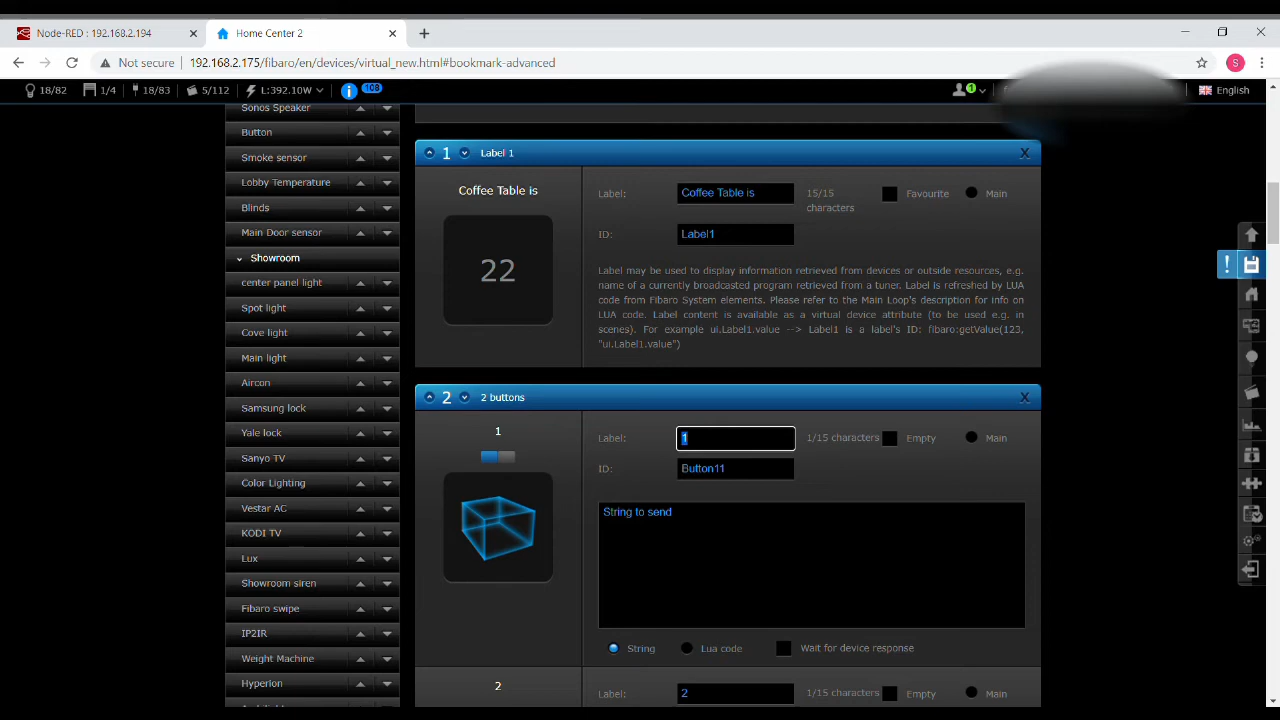 Node-RED : 192.168.2.194
Home Center 2
Not secure
192.168.2.175/fibaro/en/devices/virtual_new.html#bookmark-advanced
S
18/82
1/4
18/83
5/112
L:392.10W
108
1
English
Sonos Speaker
Button
Smoke sensor
Lobby Temperature
Blinds
Main Door sensor
Showroom
center panel light
Spot light
Cove light
Main light
Aircon
Samsung lock
Yale lock
Sanyo TV
Color Lighting
Vestar AC
KODI TV
Lux
Showroom siren
Fibaro swipe
IP2IR
Weight Machine
Hyperion
1 Label 1 X
Coffee Table is
22
Label: Coffee Table is 15/15 characters Favourite Main
ID: Label1
Label may be used to display information retrieved from devices or outside resources, e.g.
name of a currently broadcasted program retrieved from a tuner. Label is refreshed by LUA
code from Fibaro System elements. Please refer to the Main Loop's description for info on
LUA code. Label content is available as a virtual device attribute (to be used e.g. in
scenes). For example ui.Label1.value --> Label1 is a label's ID: fibaro:getValue(123,
"ui.Label1.value")
2 2 buttons X
1
Label: 1 1/15 characters Empty Main
ID: Button11
String to send
String Lua code Wait for device response
2
Label: 2 1/15 characters Empty Main